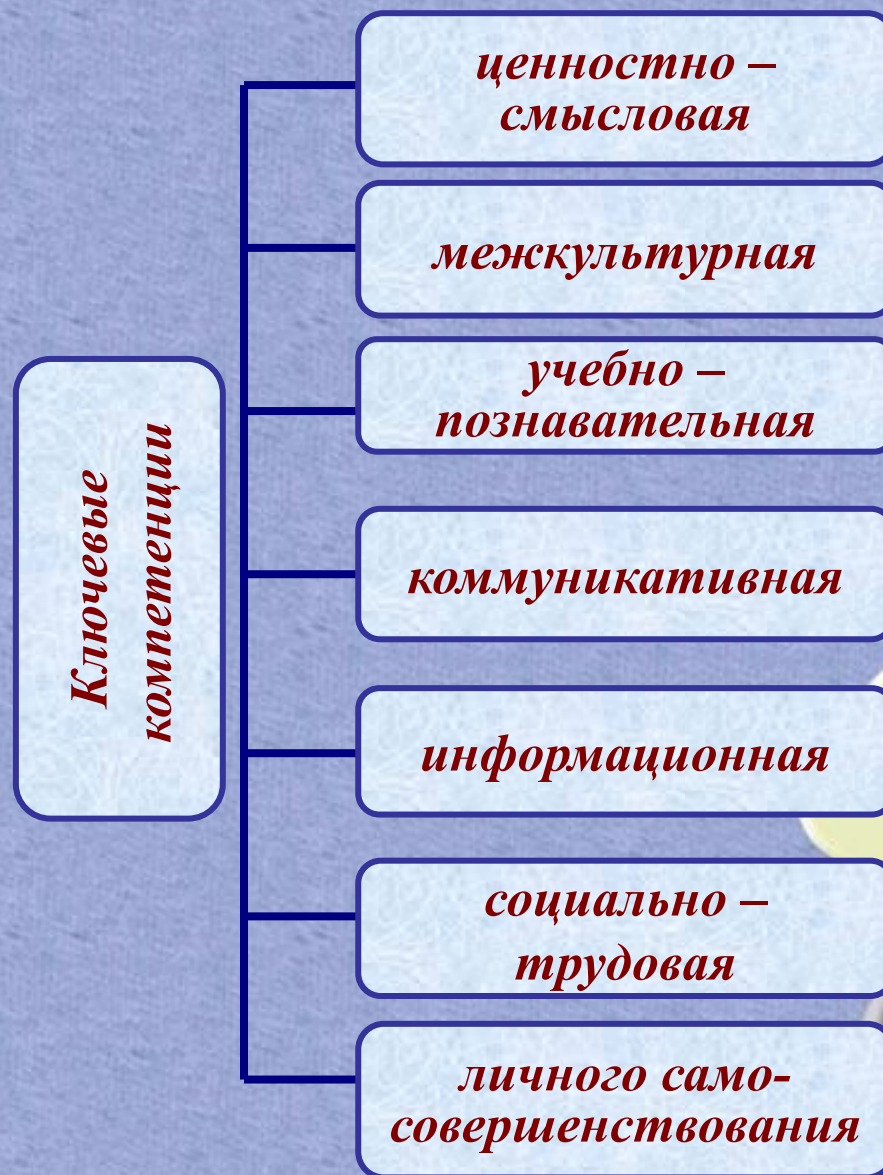 Ключевые
компетенции
ценностно –
смысловая
межкультурная
учебно –
познавательная
коммуникативная
информационная
социально –
трудовая
личного само-
совершенствования